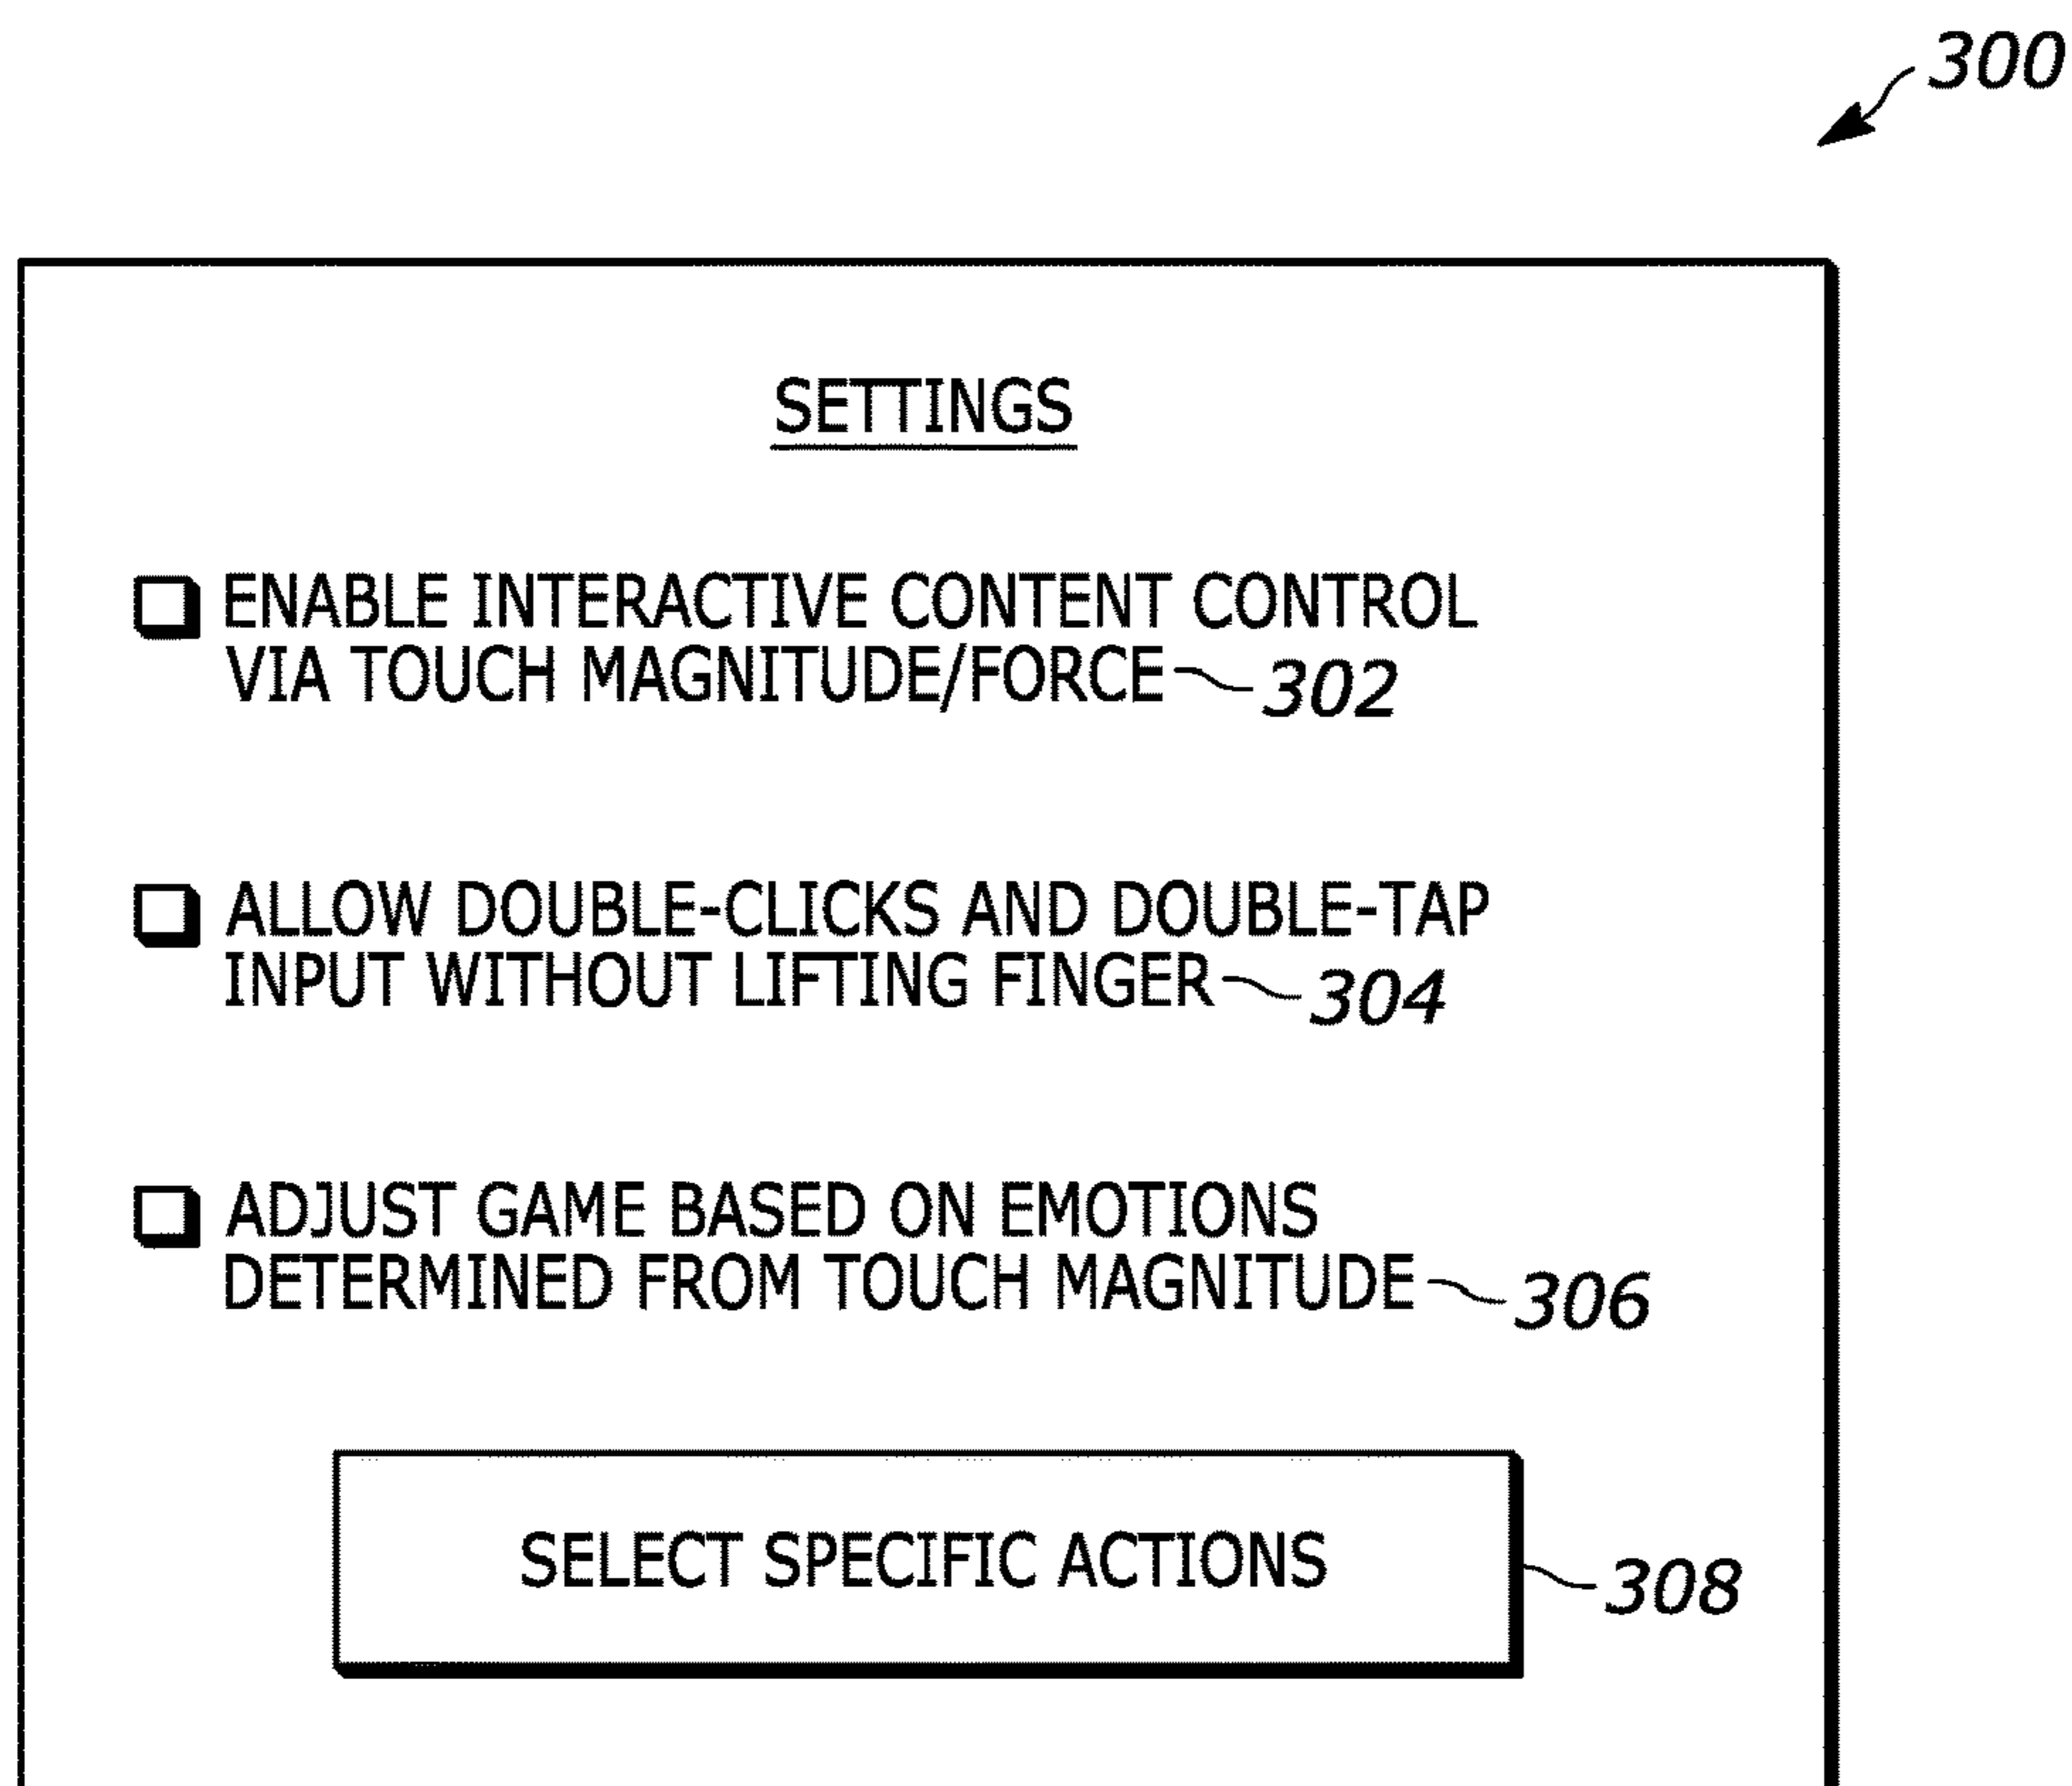 300
SETTINGS
ENABLE INTERACTIVE CONTENT CONTROL
VIA TOUCH MAGNITUDE/FORCE 302
ALLOW DOUBLE-CLICKS AND DOUBLE-TAP
INPUT WITHOUT LIFTING FINGER 304
ADJUST GAME BASED ON EMOTIONS
DETERMINED FROM TOUCH MAGNITUDE 306
SELECT SPECIFIC ACTIONS 308